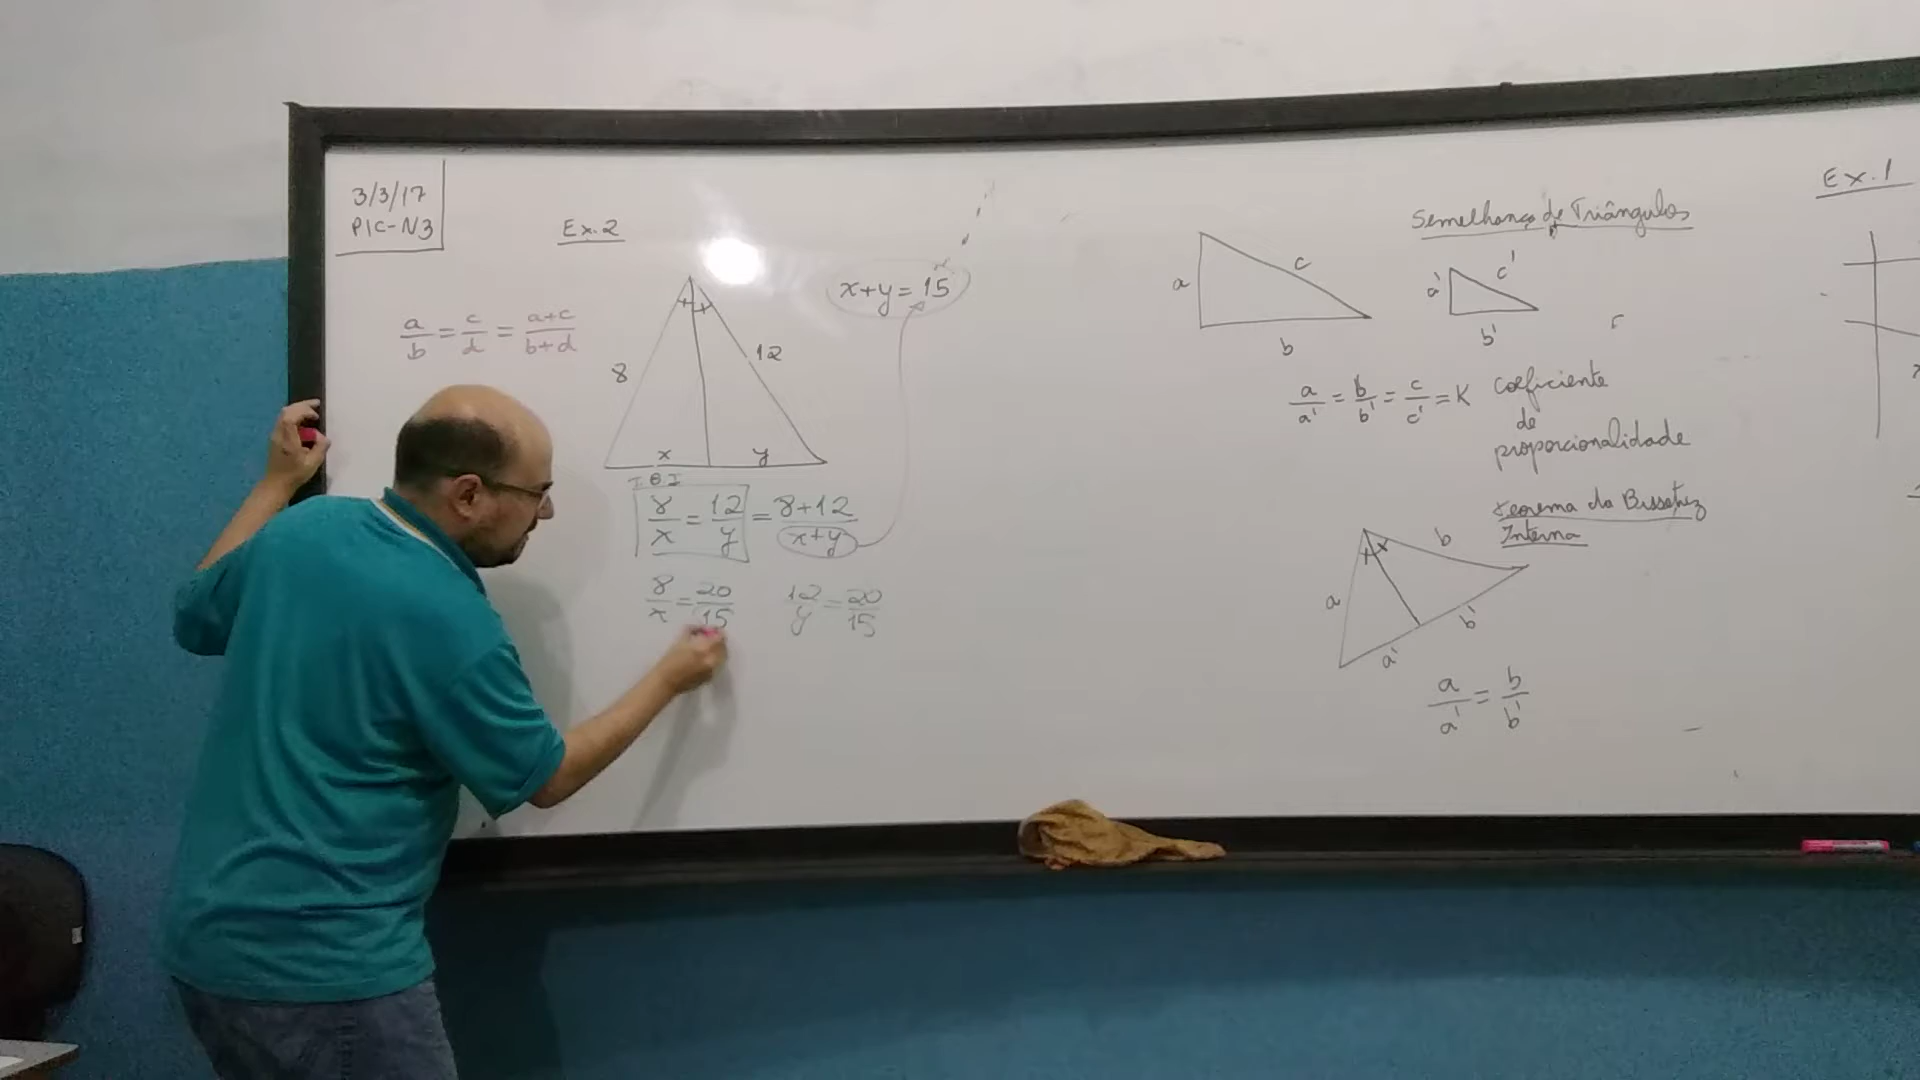 3/3/17
PIC-N3
Ex.2
a/b = c/d = a+c/b+d
8
12
x
y
x+y=15
T.B.I
8/x = 12/y = 8+12/x+y
8/x = 20/15
12/y = 20/15
Semelhança de Triângulos
a
c
b
a'
c'
b'
a/a' = b/b' = c/c' = K
coeficiente
de
proporcionalidade
teorema da Bissetriz
Interna
b
a
b'
a'
a/a' = b/b'
Ex.1